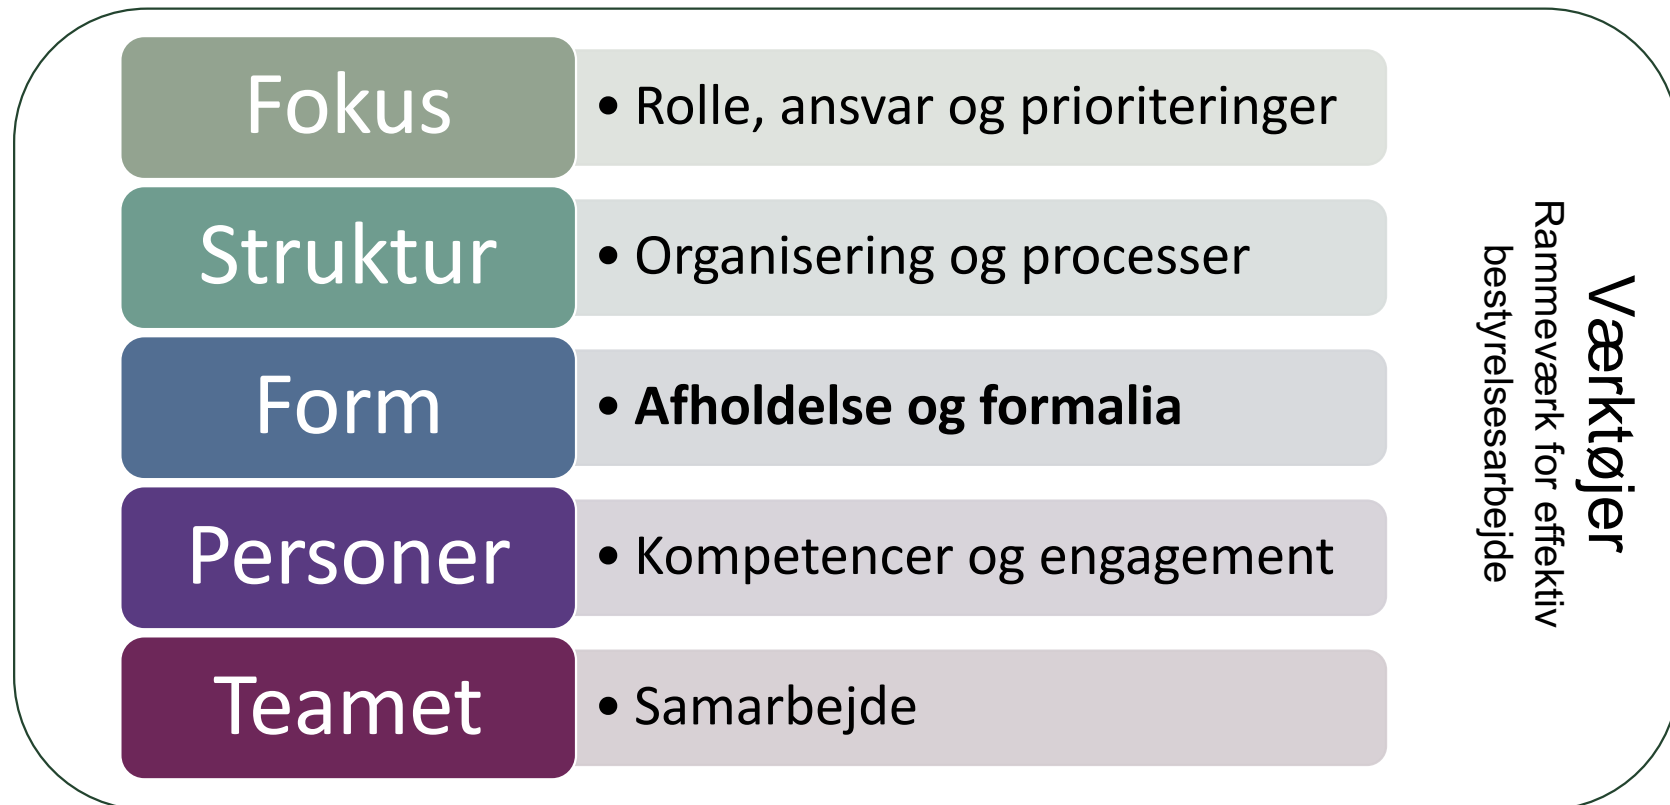 Fokus
• Rolle, ansvar og prioriteringer
Struktur
• Organisering og processer
Form
• Afholdelse og formalia
Personer
• Kompetencer og engagement
Teamet
• Samarbejde
Værktøjer
Rammeværk for effektiv
bestyrelsesarbejde